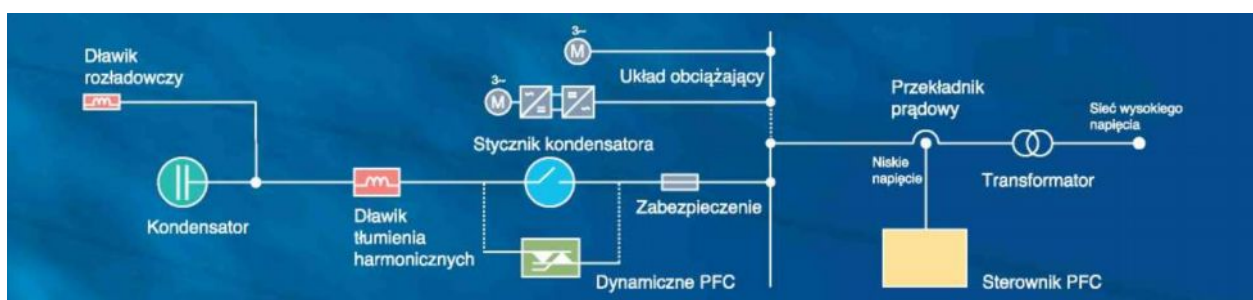 Dławik
rozładowczy
Kondensator
Dławik
tłumienia
harmonicznych
3~
M
3~
M
Stycznik kondensatora
Dynamiczne PFC
Układ obciążający
Zabezpieczenie
Przekładnik
prądowy
Niskie
napięcie
Sterownik PFC
Transformator
Sieć wysokiego
napięcia